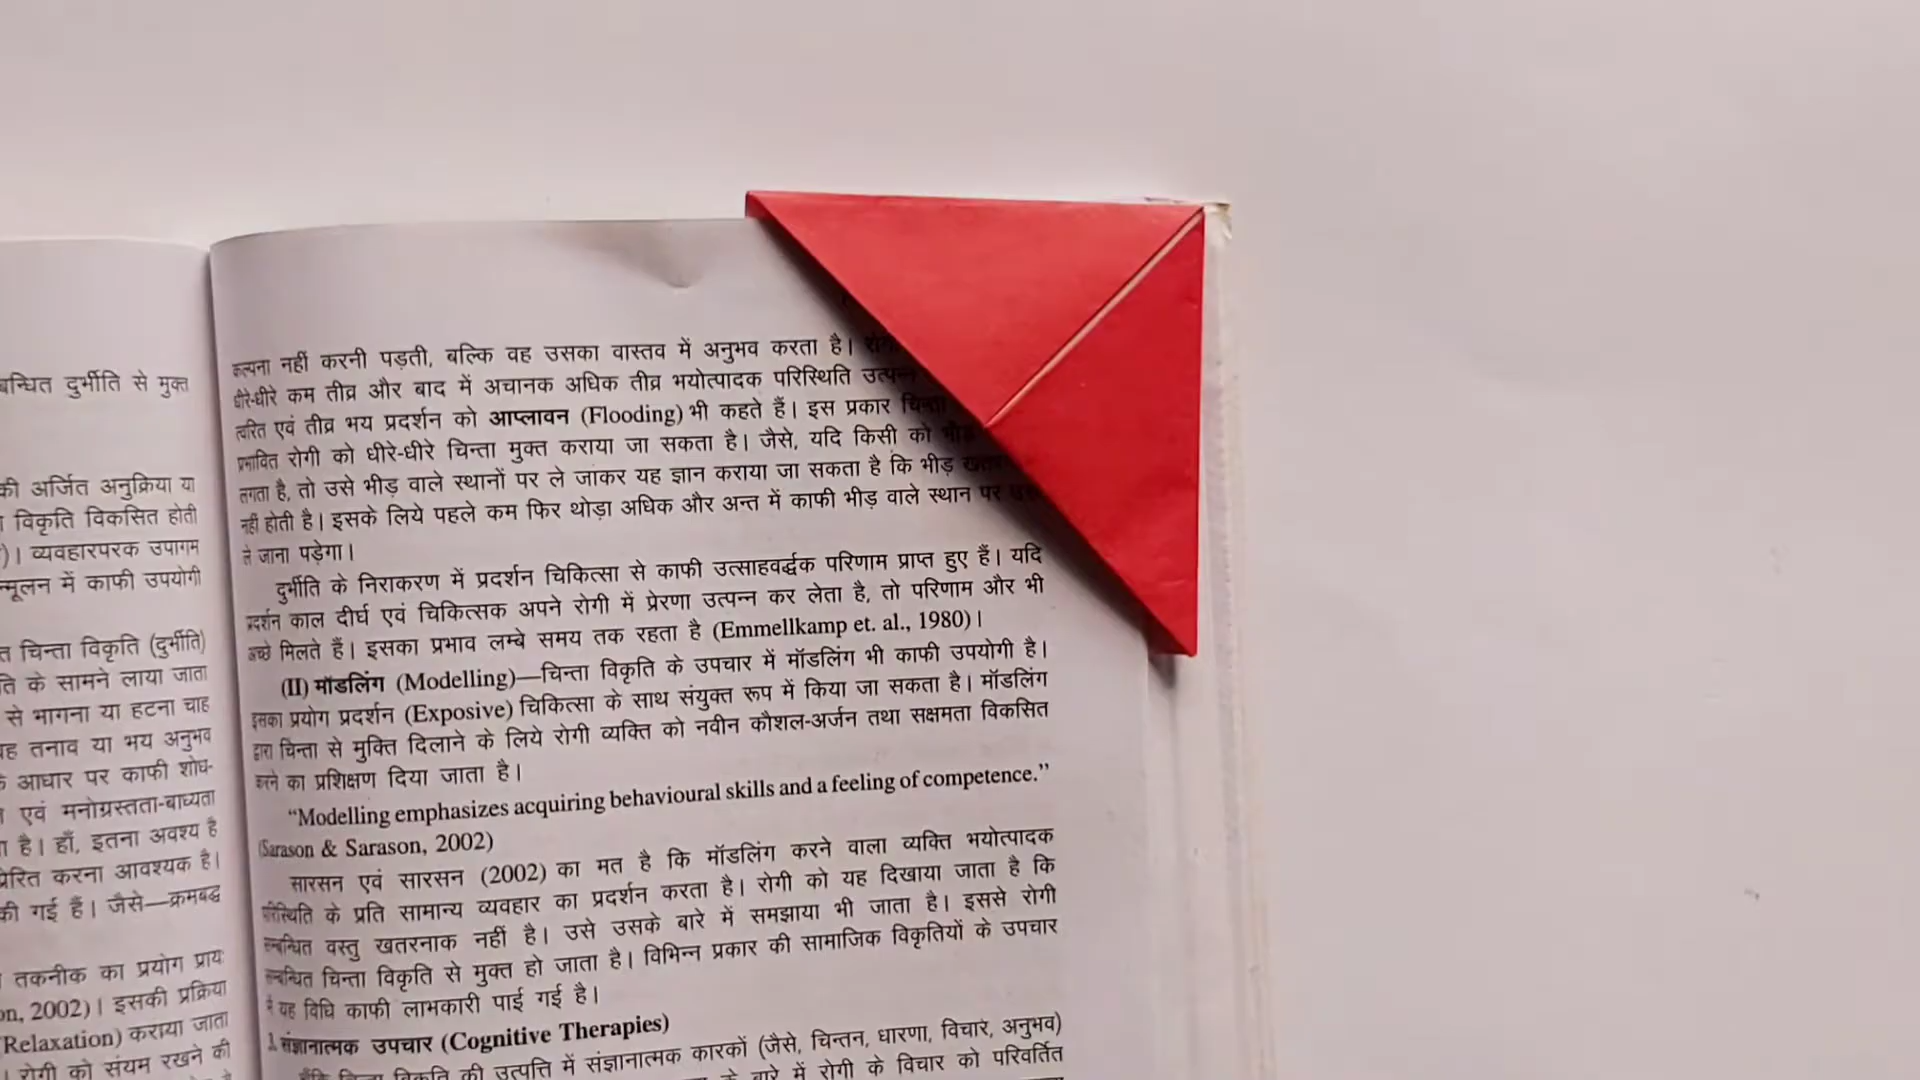 बन्धित दुर्भीति से मुक्त
की अर्जित अनुक्रिया या
विकृति विकसित होती
)। व्यवहारपरक उपागम
न्मूलन में काफी उपयोगी
त चिन्ता विकृति (दुर्भीति)
ति के सामने लाया जाता
से भागना या हटना चाह
ह तनाव या भय अनुभव
के आधार पर काफी शोध-
एवं मनोग्रस्तता-बाध्यता
ा है। हाँ, इतना अवश्य है
प्रेरित करना आवश्यक है।
की गई हैं। जैसे—क्रमबद्ध
तकनीक का प्रयोग प्राय
on, 2002)। इसकी प्रक्रिया
(Relaxation) कराया जाता
। रोगी को संयम रखने की
कल्पना नहीं करनी पड़ती, बल्कि वह उसका वास्तव में अनुभव करता है।
धीरे-धीरे कम तीव्र और बाद में अचानक अधिक तीव्र भयोत्पादक परिस्थिति उत्पन्न
त्वरित एवं तीव्र भय प्रदर्शन को आप्लावन (Flooding) भी कहते हैं। इस प्रकार चिन्ता
प्रभावित रोगी को धीरे-धीरे चिन्ता मुक्त कराया जा सकता है। जैसे, यदि किसी को भीड़
लगता है, तो उसे भीड़ वाले स्थानों पर ले जाकर यह ज्ञान कराया जा सकता है कि भीड़
नहीं होती है। इसके लिये पहले कम फिर थोड़ा अधिक और अन्त में काफी भीड़ वाले स्थान पर
ले जाना पड़ेगा।
दुर्भीति के निराकरण में प्रदर्शन चिकित्सा से काफी उत्साहवर्द्धक परिणाम प्राप्त हुए हैं। यदि
प्रदर्शन काल दीर्घ एवं चिकित्सक अपने रोगी में प्रेरणा उत्पन्न कर लेता है, तो परिणाम और भी
अच्छे मिलते हैं। इसका प्रभाव लम्बे समय तक रहता है (Emmellkamp et. al., 1980)।
(II) मॉडलिंग (Modelling)—चिन्ता विकृति के उपचार में मॉडलिंग भी काफी उपयोगी है।
इसका प्रयोग प्रदर्शन (Exposive) चिकित्सा के साथ संयुक्त रूप में किया जा सकता है। मॉडलिंग
द्वारा चिन्ता से मुक्ति दिलाने के लिये रोगी व्यक्ति को नवीन कौशल-अर्जन तथा सक्षमता विकसित
करने का प्रशिक्षण दिया जाता है।
“Modelling emphasizes acquiring behavioural skills and a feeling of competence.”
(Sarason & Sarason, 2002)
सारसन एवं सारसन (2002) का मत है कि मॉडलिंग करने वाला व्यक्ति भयोत्पादक
परिस्थिति के प्रति सामान्य व्यवहार का प्रदर्शन करता है। रोगी को यह दिखाया जाता है कि
सम्बन्धित वस्तु खतरनाक नहीं है। उसे उसके बारे में समझाया भी जाता है। इससे रोगी
सम्बन्धित चिन्ता विकृति से मुक्त हो जाता है। विभिन्न प्रकार की सामाजिक विकृतियों के उपचार
में यह विधि काफी लाभकारी पाई गई है।
संज्ञानात्मक उपचार (Cognitive Therapies)
चिन्ता विकृति की उत्पत्ति में संज्ञानात्मक कारकों (जैसे, चिन्तन, धारणा, विचार, अनुभव)
के बारे में रोगी के विचार को परिवर्तित